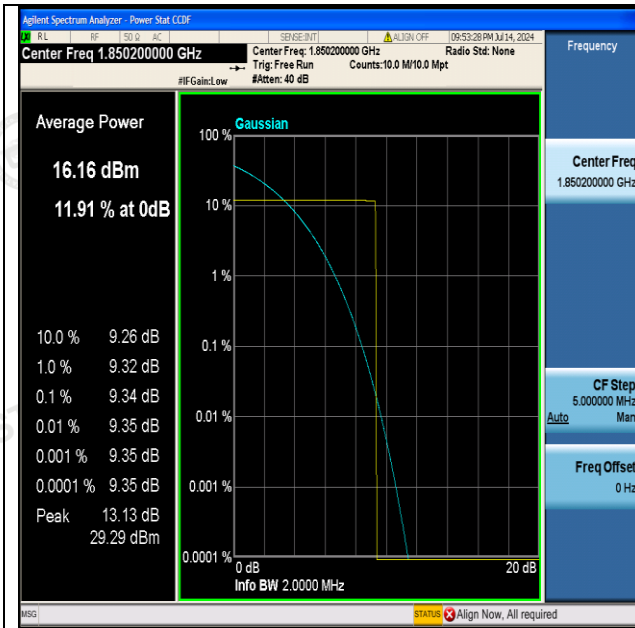 Agilent Spectrum Analyzer - Power Stat CCDF
RL RF 50 Ω AC SENSE:INT ALIGN OFF 09:53:28 PM Jul 14, 2024
Center Freq 1.850200000 GHz
Center Freq: 1.850200000 GHz Radio Std: None
Trig: Free Run Counts:10.0 M/10.0 Mpt
#IFGain:Low #Atten: 40 dB
Frequency
Average Power
16.16 dBm
11.91 % at 0dB
10.0 % 9.26 dB
1.0 % 9.32 dB
0.1 % 9.34 dB
0.01 % 9.35 dB
0.001 % 9.35 dB
0.0001 % 9.35 dB
Peak 13.13 dB
29.29 dBm
Gaussian
100 %
10 %
1 %
0.1 %
0.01 %
0.001 %
0.0001 %
0 dB 20 dB
Info BW 2.0000 MHz
Center Freq
1.850200000 GHz
CF Step
5.000000 MHz
Auto Man
Freq Offset
0 Hz
MSG STATUS Align Now, All required